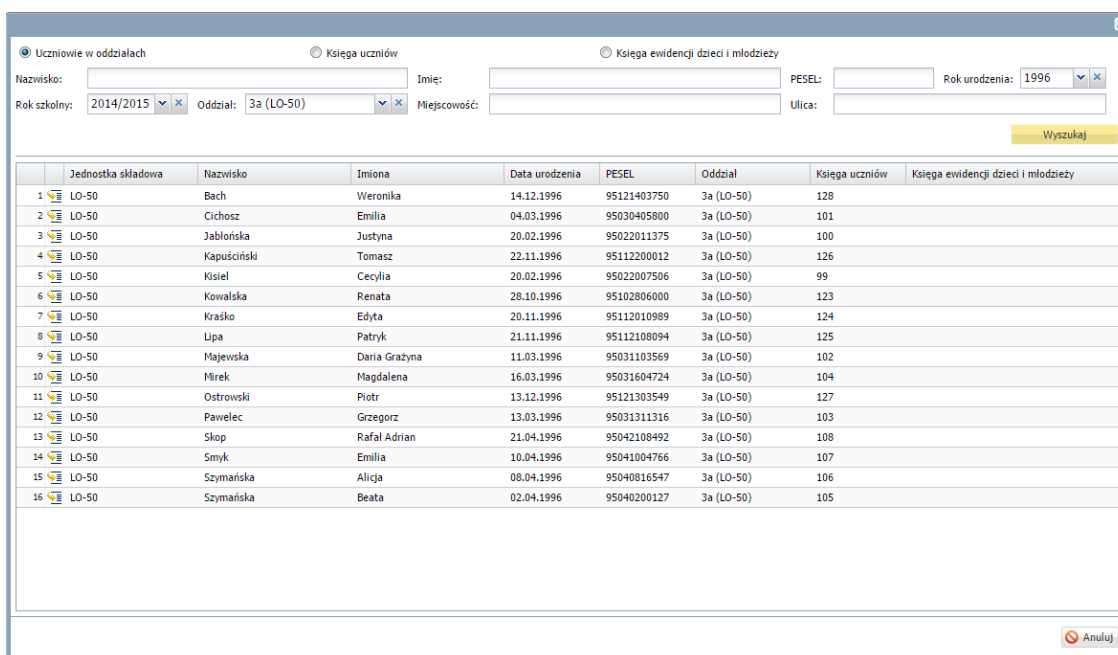 Uczniowie w oddziałach Księga uczniów Księga ewidencji dzieci i młodzieży
Nazwisko: Imię: PESEL: Rok urodzenia: 1996
Rok szkolny: 2014/2015 Oddział: 3a (LO-50) Miejscowość: Ulica:
Wyszukaj
Jednostka składowa Nazwisko Imiona Data urodzenia PESEL Oddział Księga uczniów Księga ewidencji dzieci i młodzieży
1 LO-50 Bach Weronika 14.12.1996 95121403750 3a (LO-50) 128
2 LO-50 Cichosz Emilia 04.03.1996 95030405800 3a (LO-50) 101
3 LO-50 Jabłońska Justyna 20.02.1996 95022011375 3a (LO-50) 100
4 LO-50 Kapuściński Tomasz 22.11.1996 95112200012 3a (LO-50) 126
5 LO-50 Kisiel Cecylia 20.02.1996 95022007506 3a (LO-50) 99
6 LO-50 Kowalska Renata 28.10.1996 95102806000 3a (LO-50) 123
7 LO-50 Kraśko Edyta 20.11.1996 95112010989 3a (LO-50) 124
8 LO-50 Lipa Patryk 21.11.1996 95112108094 3a (LO-50) 125
9 LO-50 Majewska Daria Grażyna 11.03.1996 95031103569 3a (LO-50) 102
10 LO-50 Mirek Magdalena 16.03.1996 95031604724 3a (LO-50) 104
11 LO-50 Ostrowski Piotr 13.12.1996 95121303549 3a (LO-50) 127
12 LO-50 Pawelec Grzegorz 13.03.1996 95031311316 3a (LO-50) 103
13 LO-50 Skop Rafał Adrian 21.04.1996 95042108492 3a (LO-50) 108
14 LO-50 Smyk Emilia 10.04.1996 95041004766 3a (LO-50) 107
15 LO-50 Szymańska Alicja 08.04.1996 95040816547 3a (LO-50) 106
16 LO-50 Szymańska Beata 02.04.1996 95040200127 3a (LO-50) 105
Anuluj